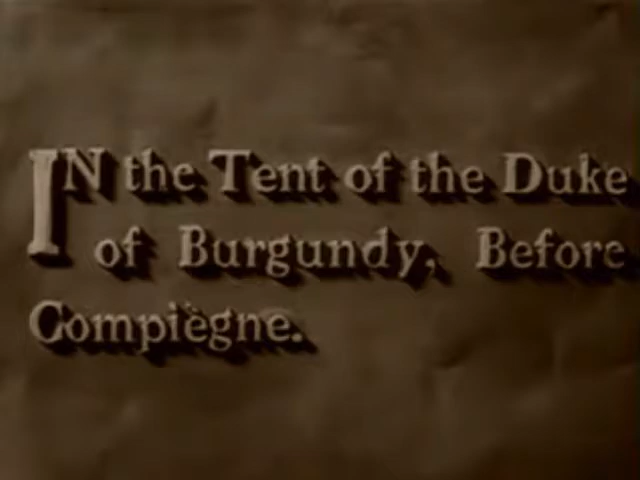 IN the Tent of the Duke
of Burgundy, Before
Compiègne.